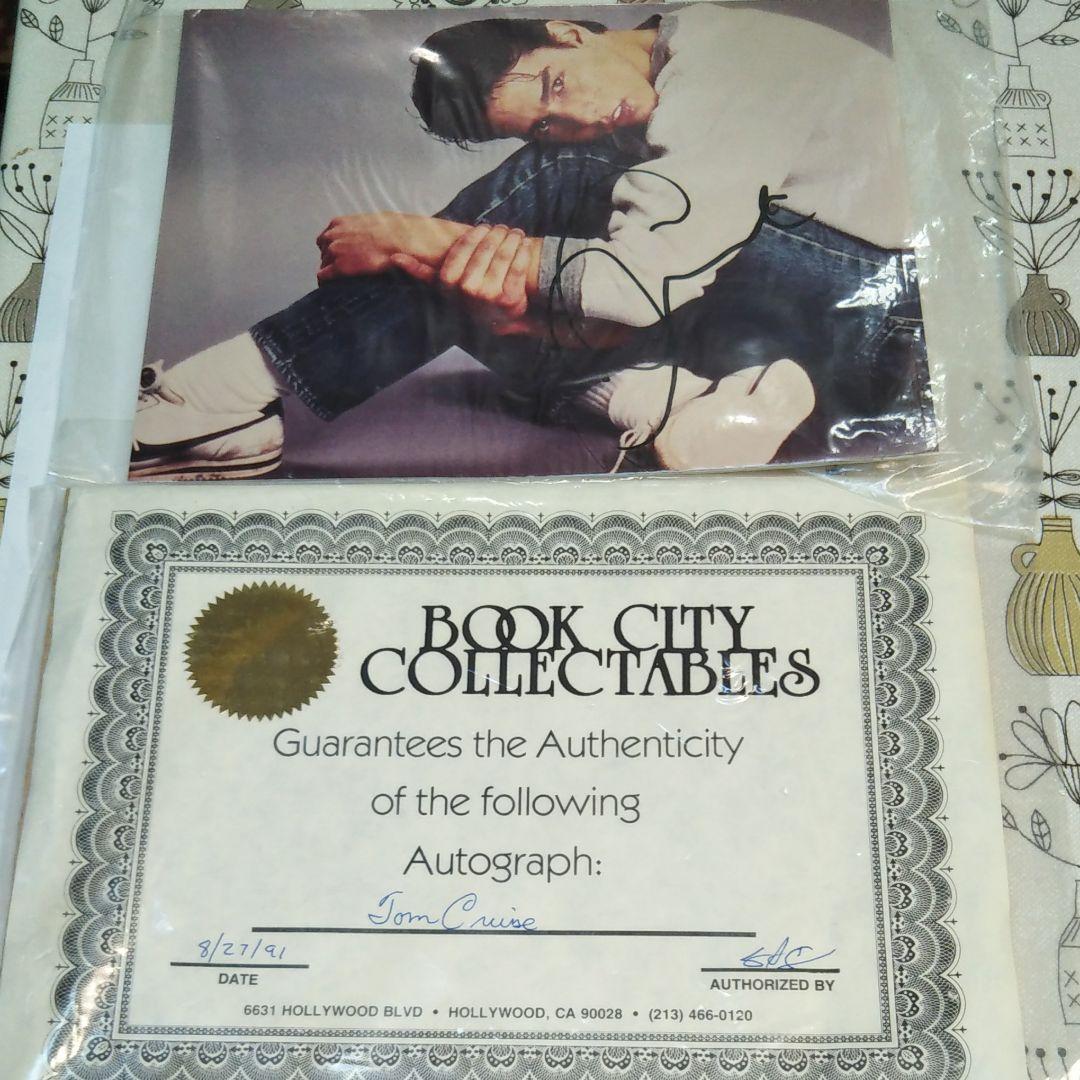 BOOK CITY
COLLECTABLES
Guarantees the Authenticity
of the following
Autograph:
Tom Cruise
8/27/91
DATE
AUTHORIZED BY
6631 HOLLYWOOD BLVD • HOLLYWOOD, CA 90028 • (213) 466-0120